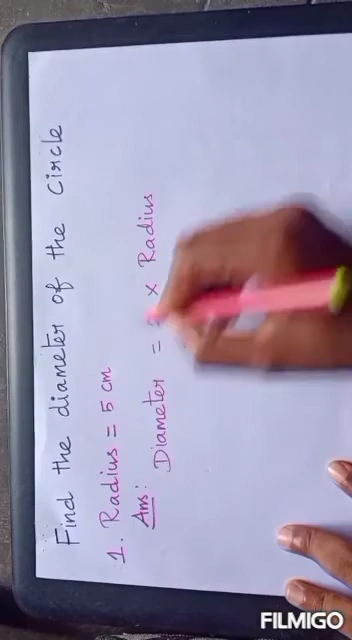 Find the diameter of the circle
1. Radius = 5 cm
Ans:
Diameter = × Radius
FILMIGO